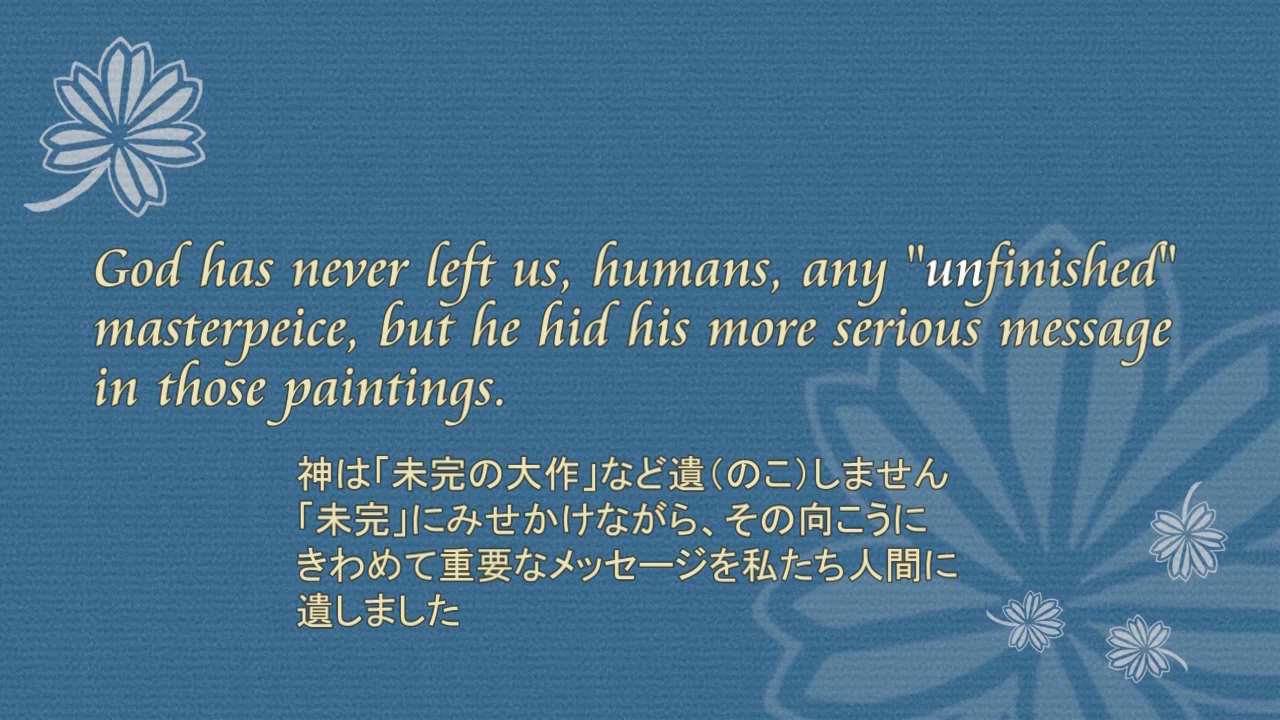 God has never left us, humans, any "unfinished"
masterpeice, but he hid his more serious message
in those paintings.
神は「未完の大作」など遺（のこ）しません
「未完」にみせかけながら、その向こうに
きわめて重要なメッセージを私たち人間に
遺しました